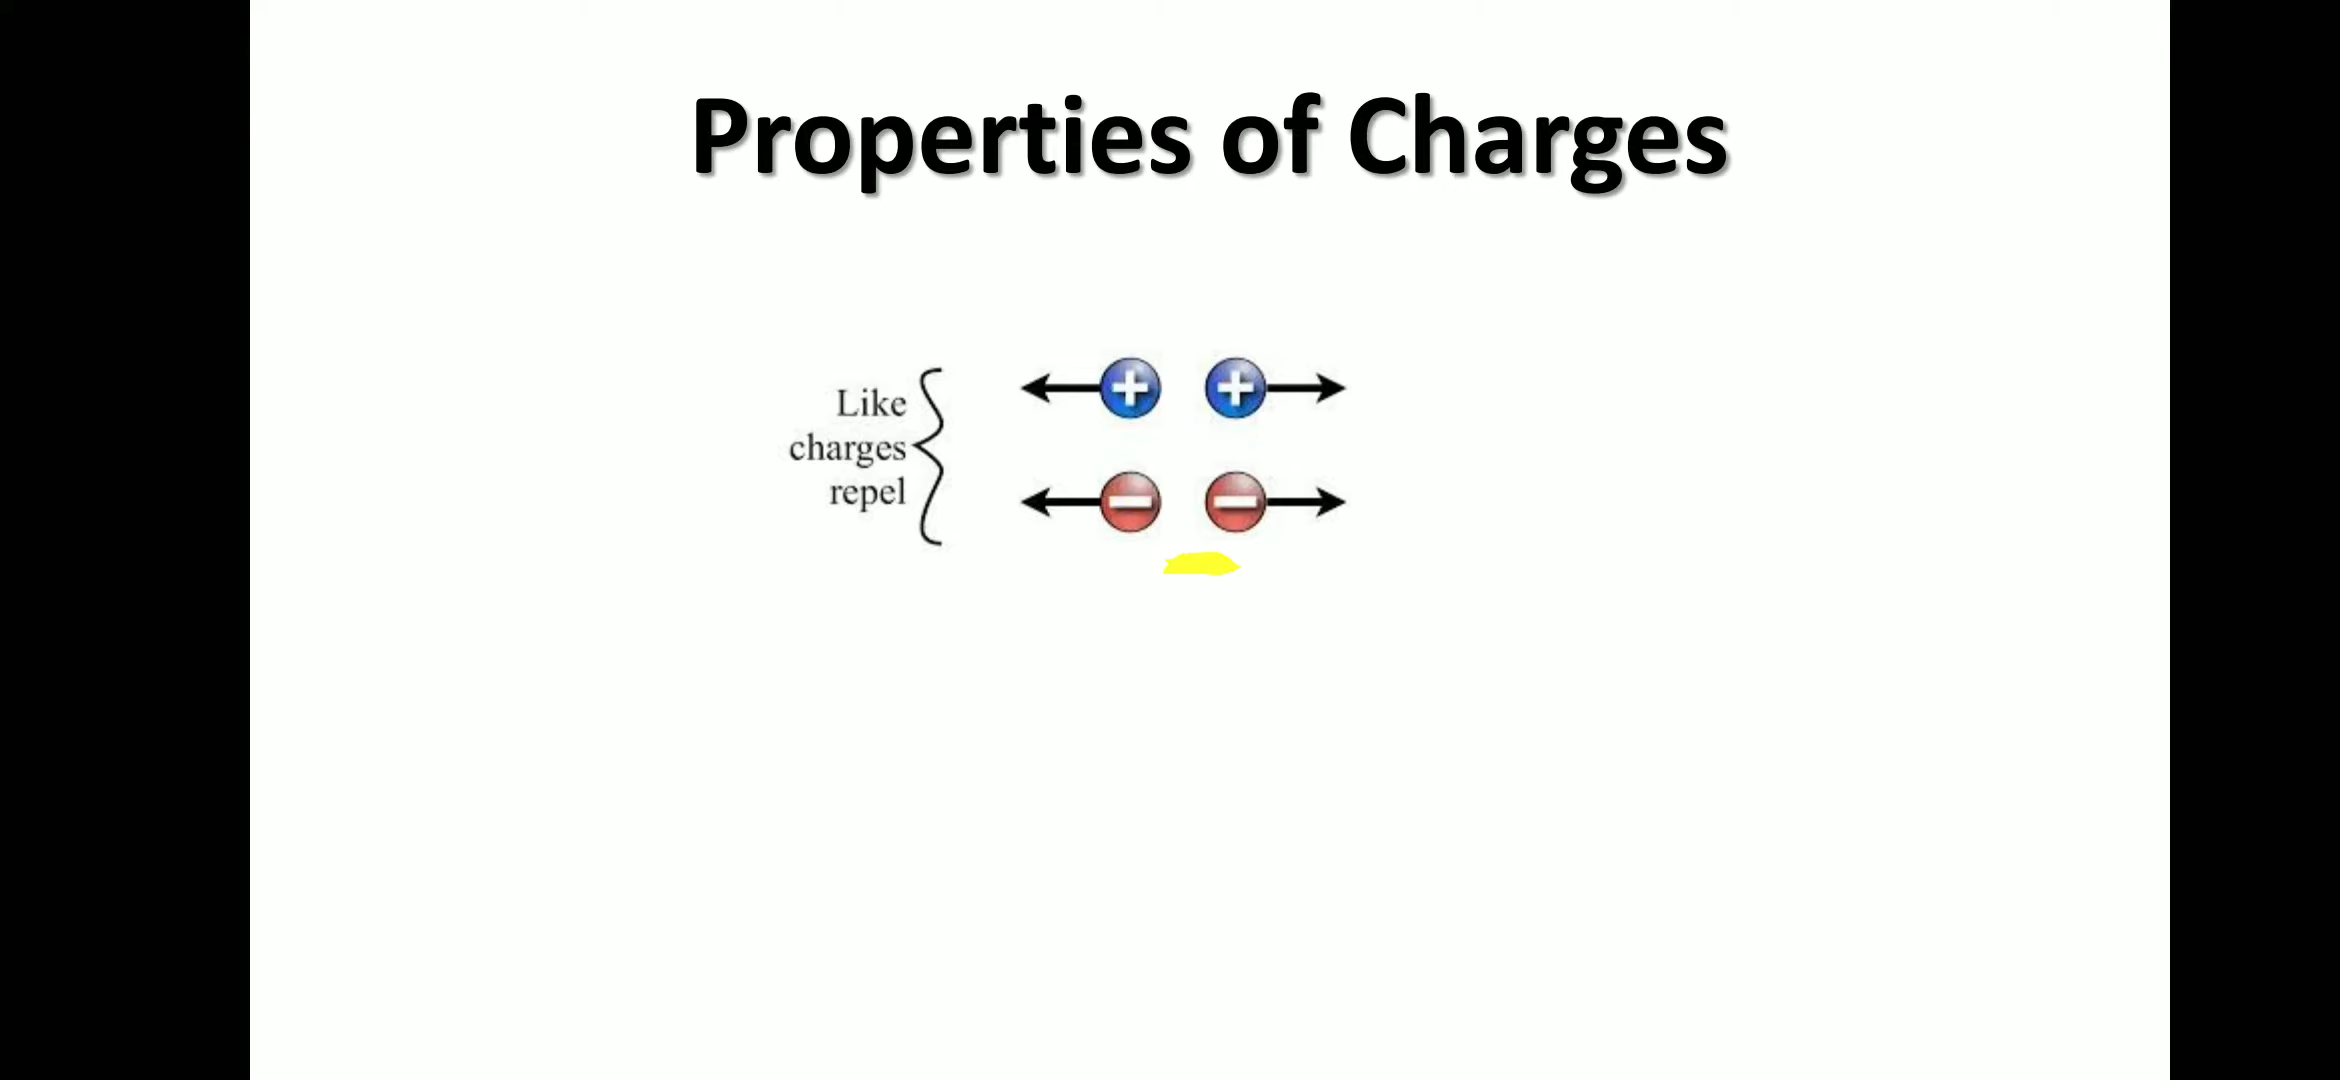 Properties of Charges
Like
charges
repel
+ +
− −